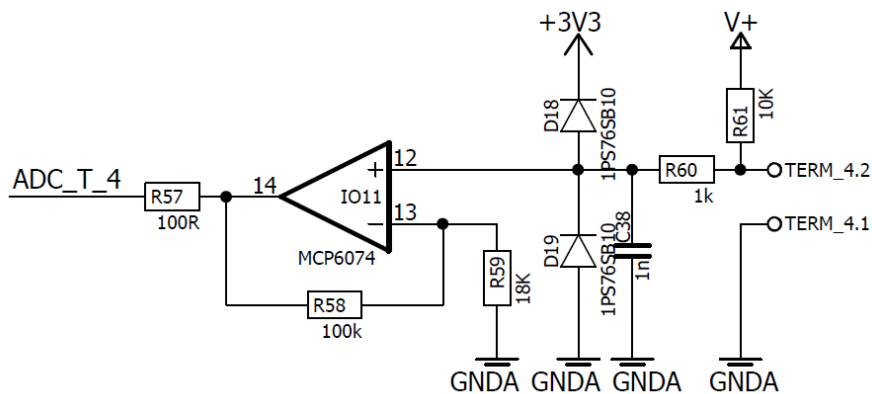 +3V3
V+
D18
1PS76SB10
R61
10K
ADC_T_4
R57
100R
14
+
IO11
-
12
13
MCP6074
R58
100k
R59
18K
D19
1PS76SB10
C38
1n
R60
1k
TERM_4.2
TERM_4.1
GNDA
GNDA
GNDA
GNDA